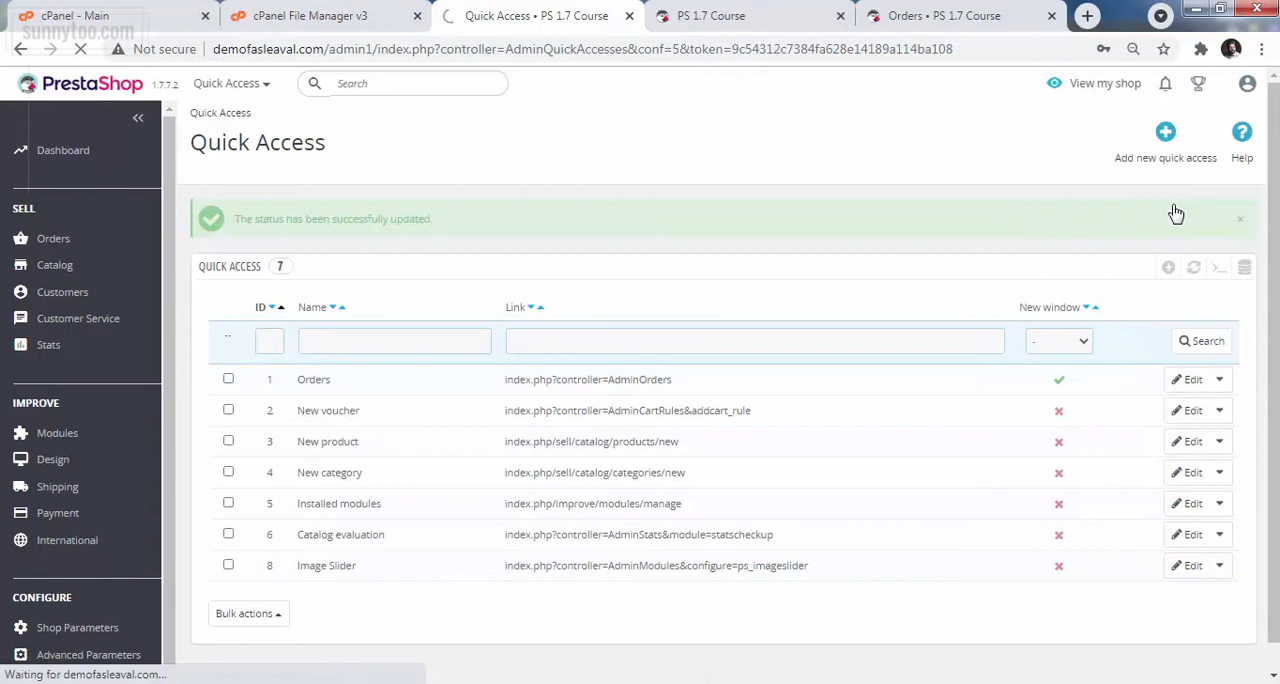 cPanel - Main
cPanel File Manager v3
Quick Access • PS 1.7 Course
PS 1.7 Course
Orders • PS 1.7 Course
sunnytoo.com
Not secure
demofasleaval.com/admin1/index.php?controller=AdminQuickAccesses&conf=5&token=9c54312c7384fa628e14189a114ba108
PrestaShop 1.7.7.2
Quick Access
Search
View my shop
Quick Access
Quick Access
Add new quick access
Help
Dashboard
SELL
Orders
Catalog
Customers
Customer Service
Stats
IMPROVE
Modules
Design
Shipping
Payment
International
CONFIGURE
Shop Parameters
Advanced Parameters
The status has been successfully updated.
QUICK ACCESS 7
ID Name Link New window
-- - Search
1 Orders index.php?controller=AdminOrders Edit
2 New voucher index.php?controller=AdminCartRules&addcart_rule Edit
3 New product index.php/sell/catalog/products/new Edit
4 New category index.php/sell/catalog/categories/new Edit
5 Installed modules index.php/improve/modules/manage Edit
6 Catalog evaluation index.php?controller=AdminStats&module=statscheckup Edit
8 Image Slider index.php?controller=AdminModules&configure=ps_imageslider Edit
Bulk actions
Waiting for demofasleaval.com...